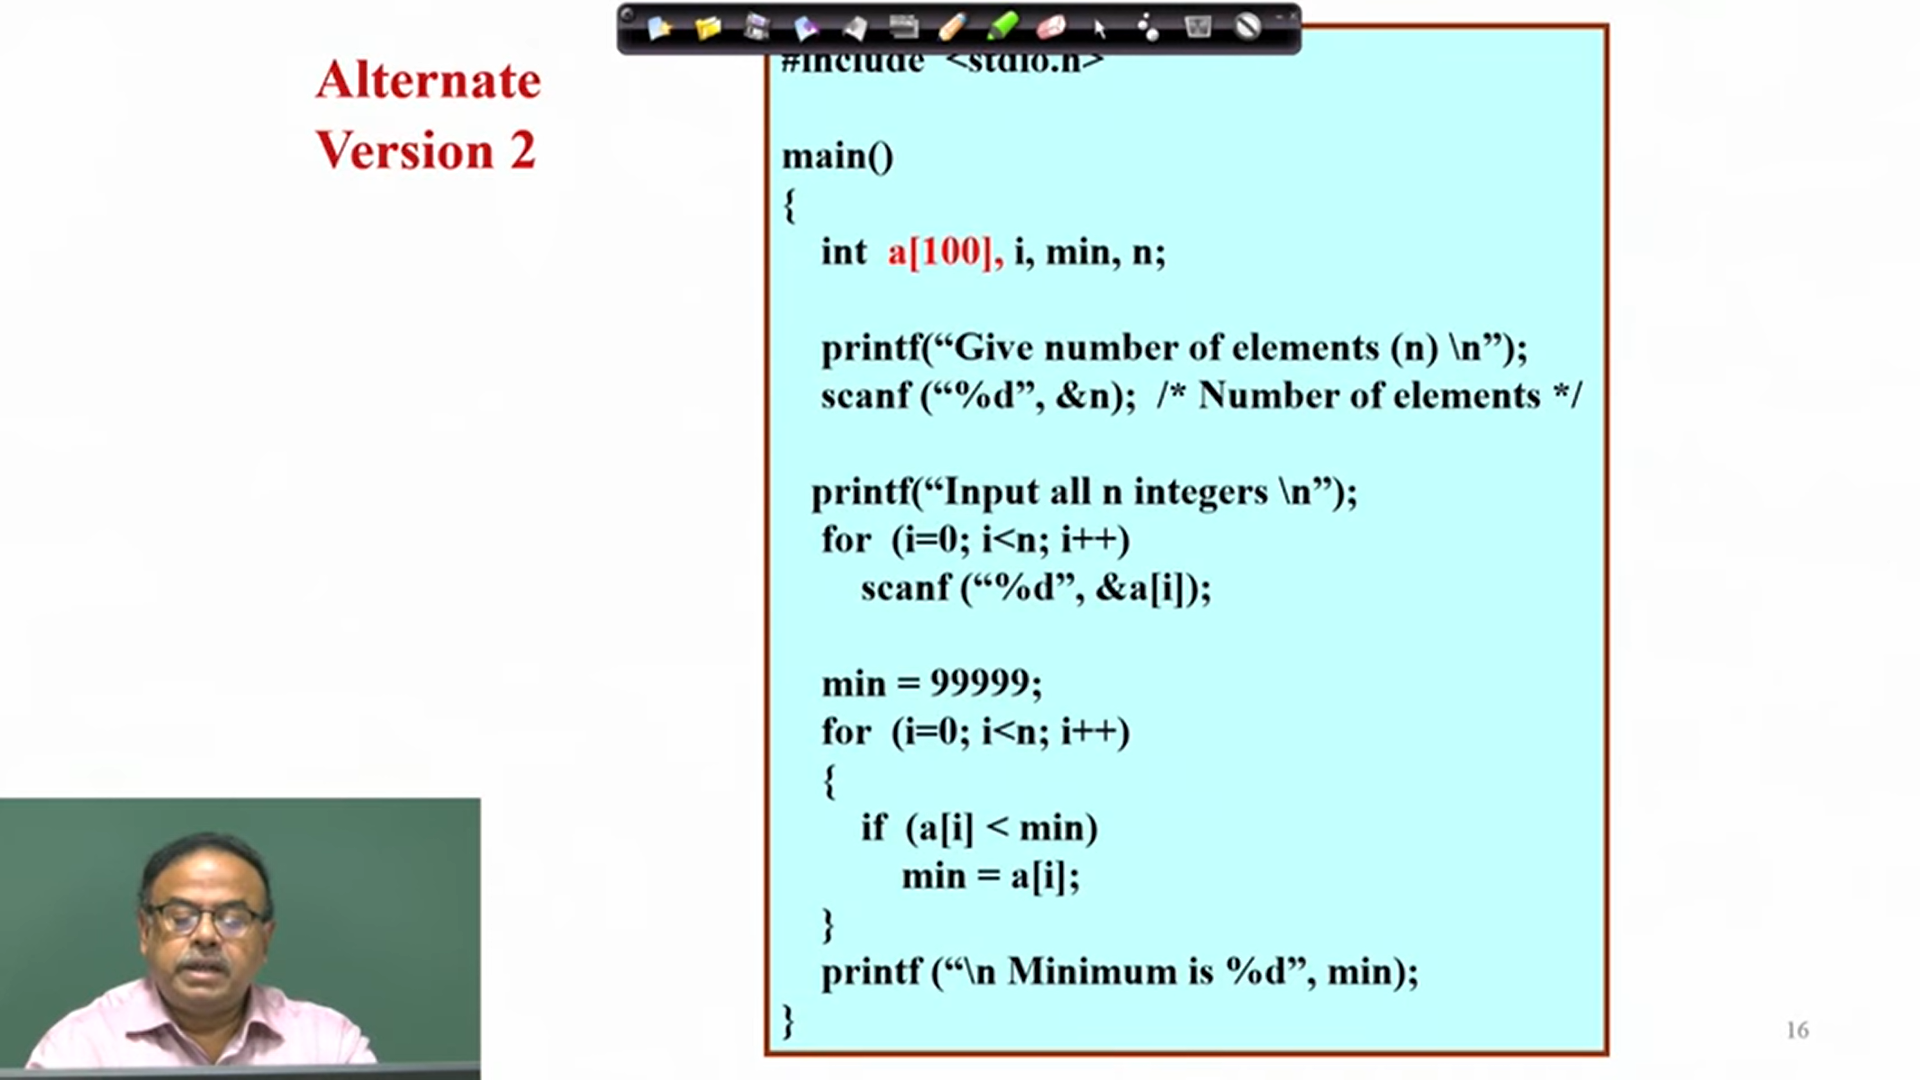 Alternate
Version 2
#include <stdio.h>
main()
{
int a[100], i, min, n;
printf(“Give number of elements (n) \n”);
scanf (“%d”, &n); /* Number of elements */
printf(“Input all n integers \n”);
for (i=0; i<n; i++)
scanf (“%d”, &a[i]);
min = 99999;
for (i=0; i<n; i++)
{
if (a[i] < min)
min = a[i];
}
printf (“\n Minimum is %d”, min);
}
16